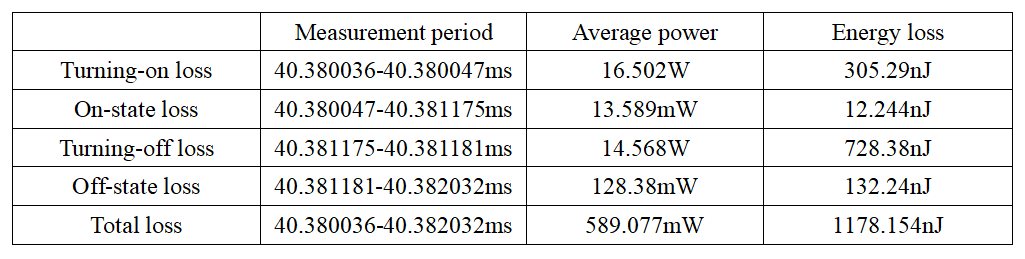 Measurement period Average power Energy loss
Turning-on loss 40.380036-40.380047ms 16.502W 305.29nJ
On-state loss 40.380047-40.381175ms 13.589mW 12.244nJ
Turning-off loss 40.381175-40.381181ms 14.568W 728.38nJ
Off-state loss 40.381181-40.382032ms 128.38mW 132.24nJ
Total loss 40.380036-40.382032ms 589.077mW 1178.154nJ